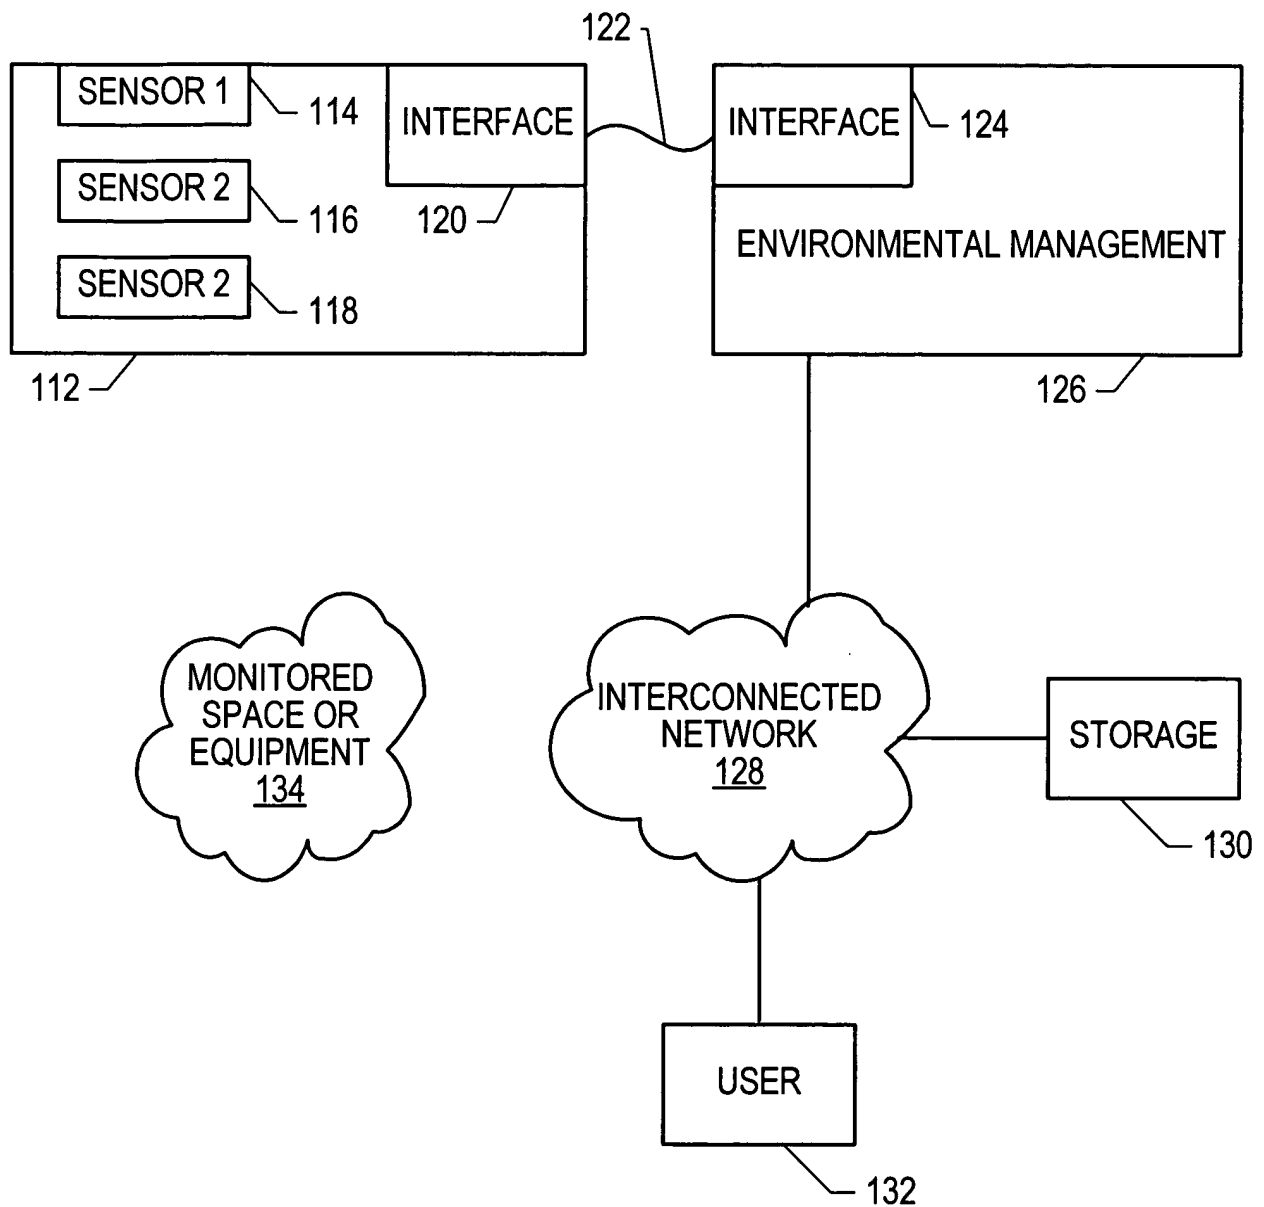 122
SENSOR 1
114
INTERFACE
INTERFACE
124
SENSOR 2
116
120
ENVIRONMENTAL MANAGEMENT
SENSOR 2
118
112
126
MONITORED
SPACE OR
EQUIPMENT
134
INTERCONNECTED
NETWORK
128
STORAGE
130
USER
132